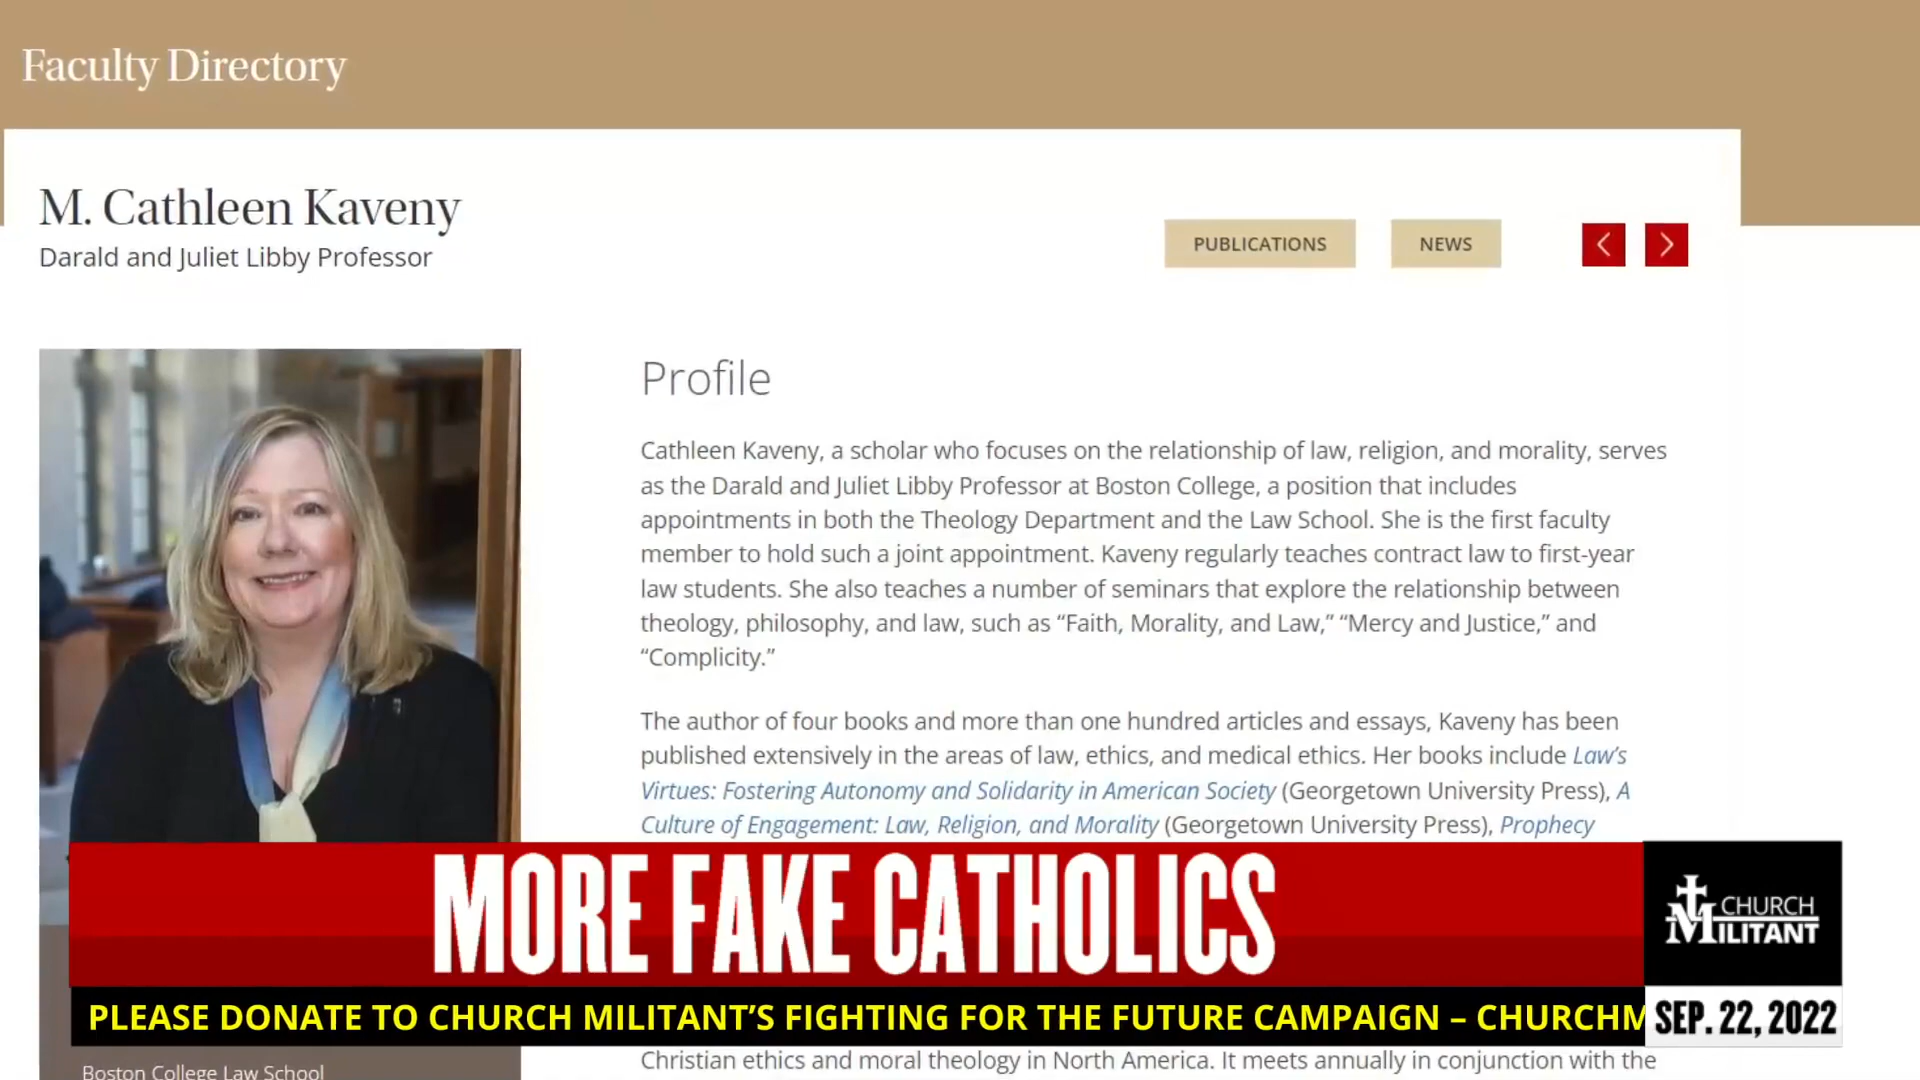 Faculty Directory
M. Cathleen Kaveny
Darald and Juliet Libby Professor
PUBLICATIONS
NEWS
Profile
Cathleen Kaveny, a scholar who focuses on the relationship of law, religion, and morality, serves
as the Darald and Juliet Libby Professor at Boston College, a position that includes
appointments in both the Theology Department and the Law School. She is the first faculty
member to hold such a joint appointment. Kaveny regularly teaches contract law to first-year
law students. She also teaches a number of seminars that explore the relationship between
theology, philosophy, and law, such as “Faith, Morality, and Law,” “Mercy and Justice,” and
“Complicity.”
The author of four books and more than one hundred articles and essays, Kaveny has been
published extensively in the areas of law, ethics, and medical ethics. Her books include Law’s
Virtues: Fostering Autonomy and Solidarity in American Society (Georgetown University Press), A
Culture of Engagement: Law, Religion, and Morality (Georgetown University Press), Prophecy
MORE FAKE CATHOLICS
CHURCH
MILITANT
PLEASE DONATE TO CHURCH MILITANT’S FIGHTING FOR THE FUTURE CAMPAIGN – CHURCHM
SEP. 22, 2022
Christian ethics and moral theology in North America. It meets annually in conjunction with the
Boston College Law School